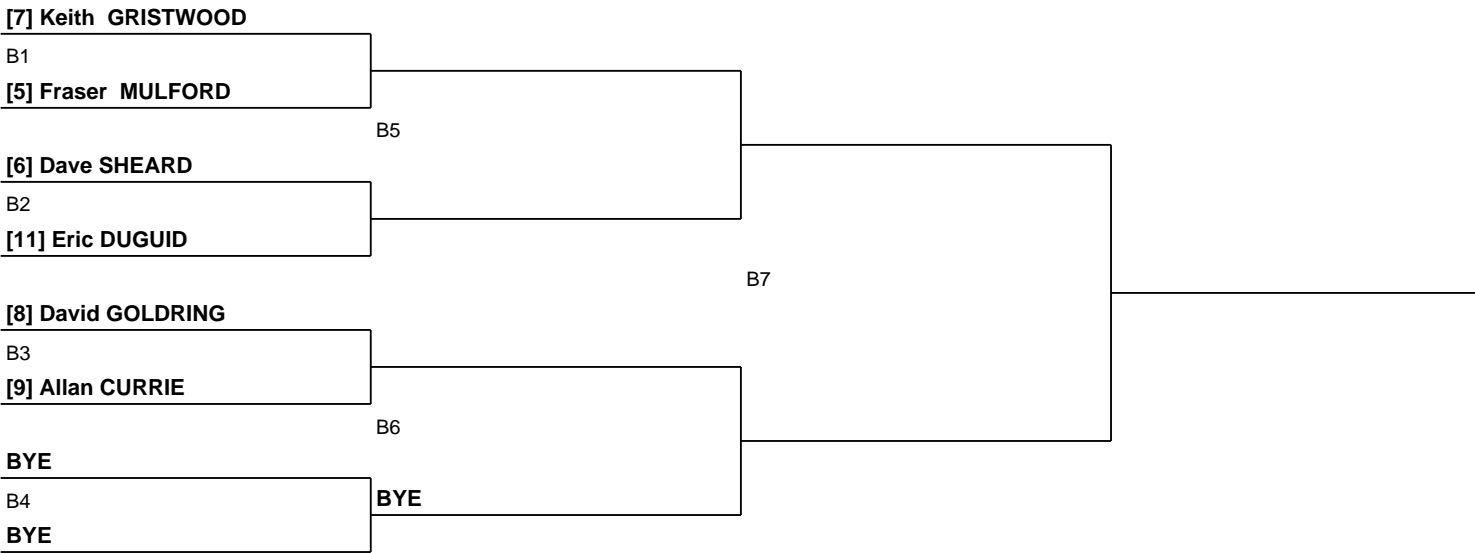 [7] Keith  GRISTWOOD
B1
[5] Fraser  MULFORD
B5
[6] Dave SHEARD
B2
[11] Eric DUGUID
B7
[8] David GOLDRING
B3
[9] Allan CURRIE
B6
BYE
B4
BYE
BYE